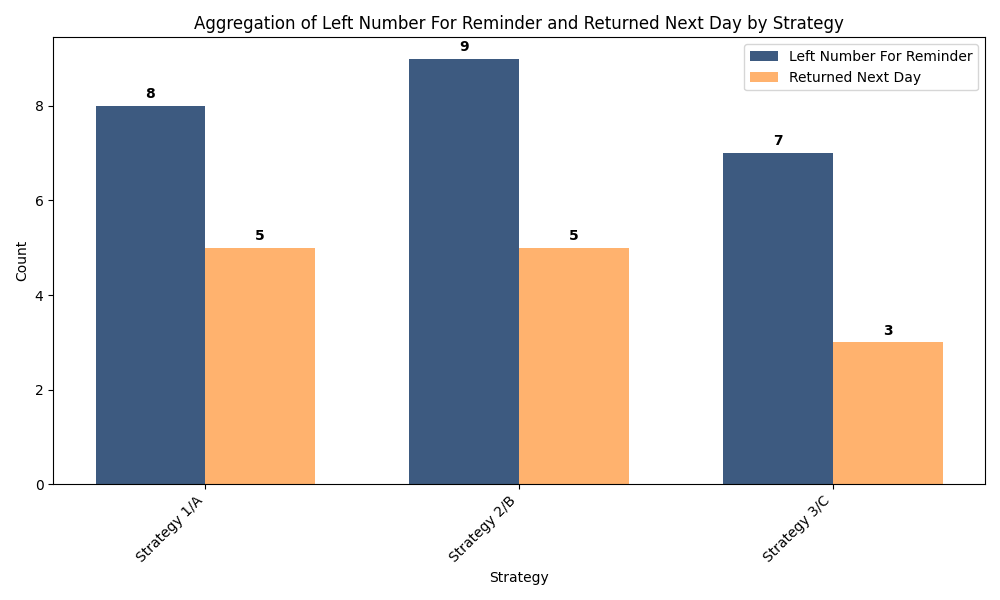 Aggregation of Left Number For Reminder and Returned Next Day by Strategy
Left Number For Reminder
Returned Next Day
8
5
9
5
7
3
Count
8
6
4
2
0
Strategy 1/A
Strategy 2/B
Strategy 3/C
Strategy